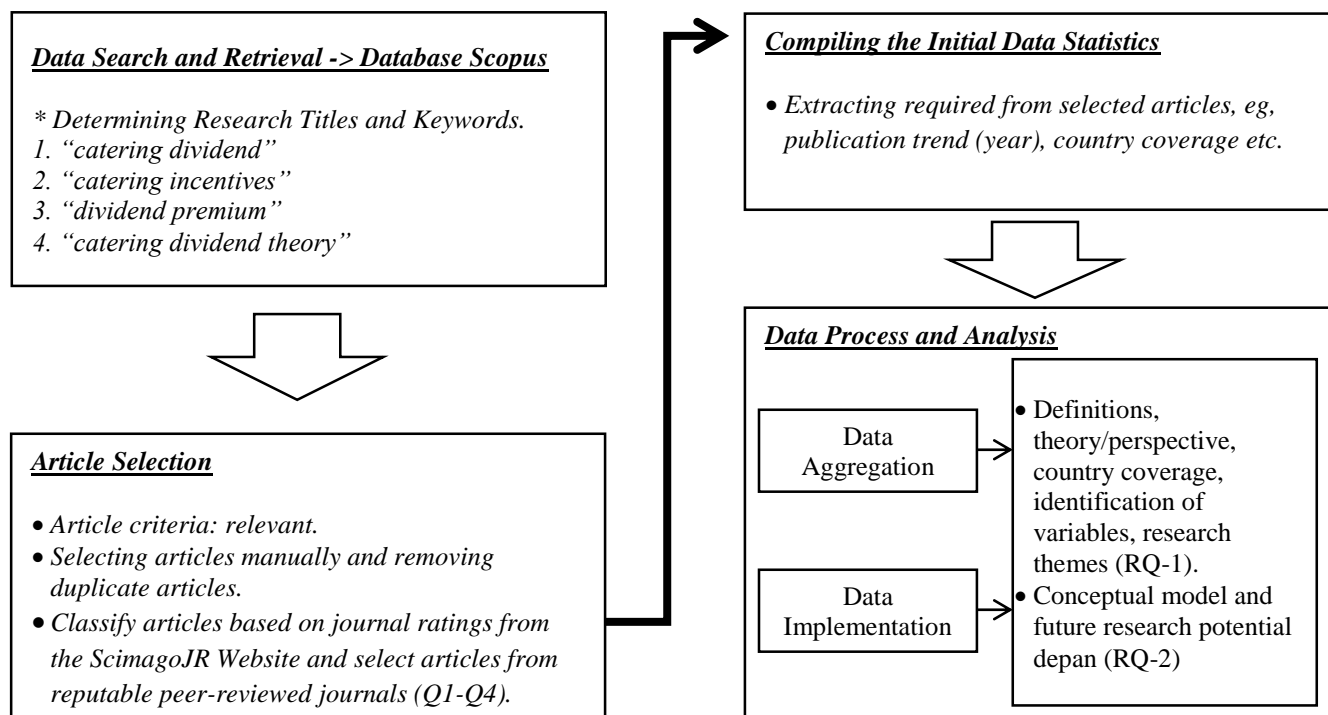 Data Search and Retrieval -> Database Scopus
* Determining Research Titles and Keywords.
1. “catering dividend”
2. “catering incentives”
3. “dividend premium”
4. “catering dividend theory”
Article Selection
• Article criteria: relevant.
• Selecting articles manually and removing
duplicate articles.
• Classify articles based on journal ratings from
the ScimagoJR Website and select articles from
reputable peer-reviewed journals (Q1-Q4).
Compiling the Initial Data Statistics
• Extracting required from selected articles, eg,
publication trend (year), country coverage etc.
Data Process and Analysis
Data
Aggregation
Data
Implementation
• Definitions,
theory/perspective,
country coverage,
identification of
variables, research
themes (RQ-1).
• Conceptual model and
future research potential
depan (RQ-2)